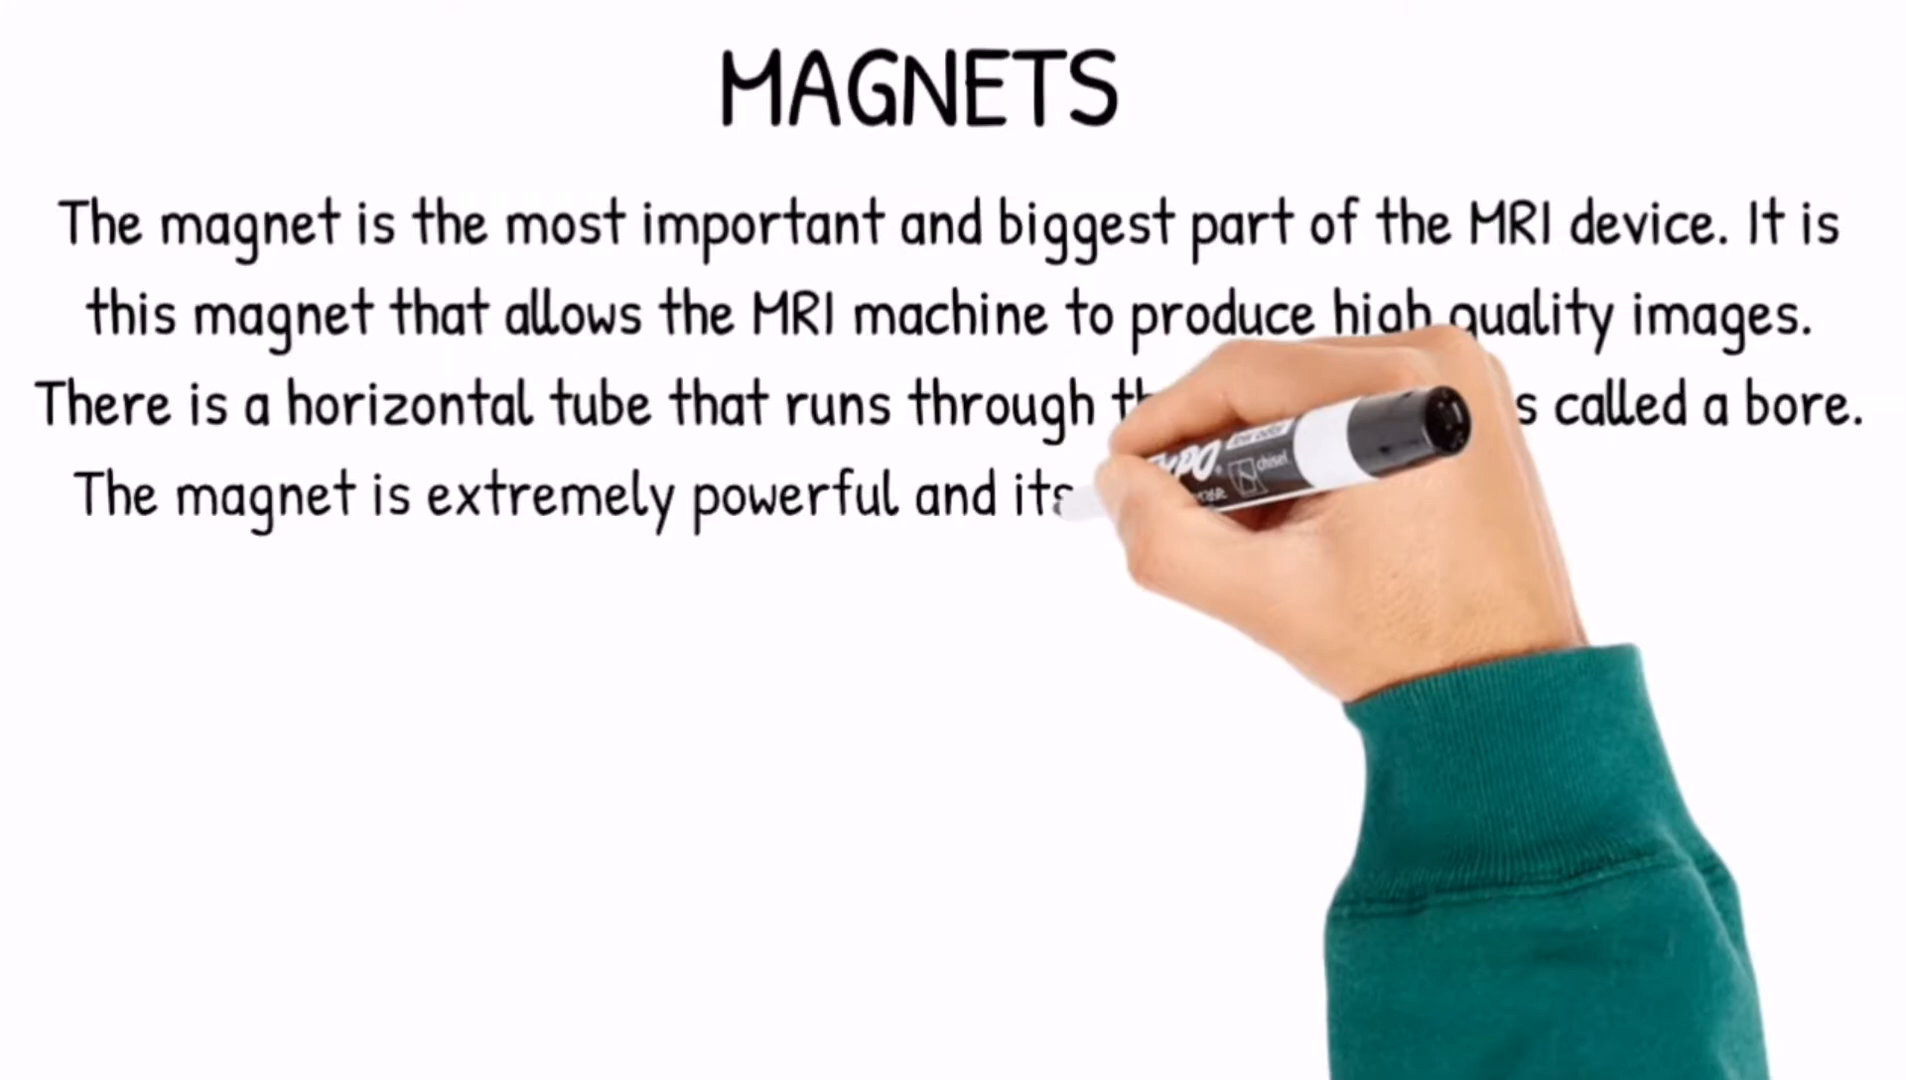 MAGNETS
The magnet is the most important and biggest part of the MRI device. It is
this magnet that allows the MRI machine to produce high quality images.
There is a horizontal tube that runs through called a bore.
The magnet is extremely powerful and its
chisel